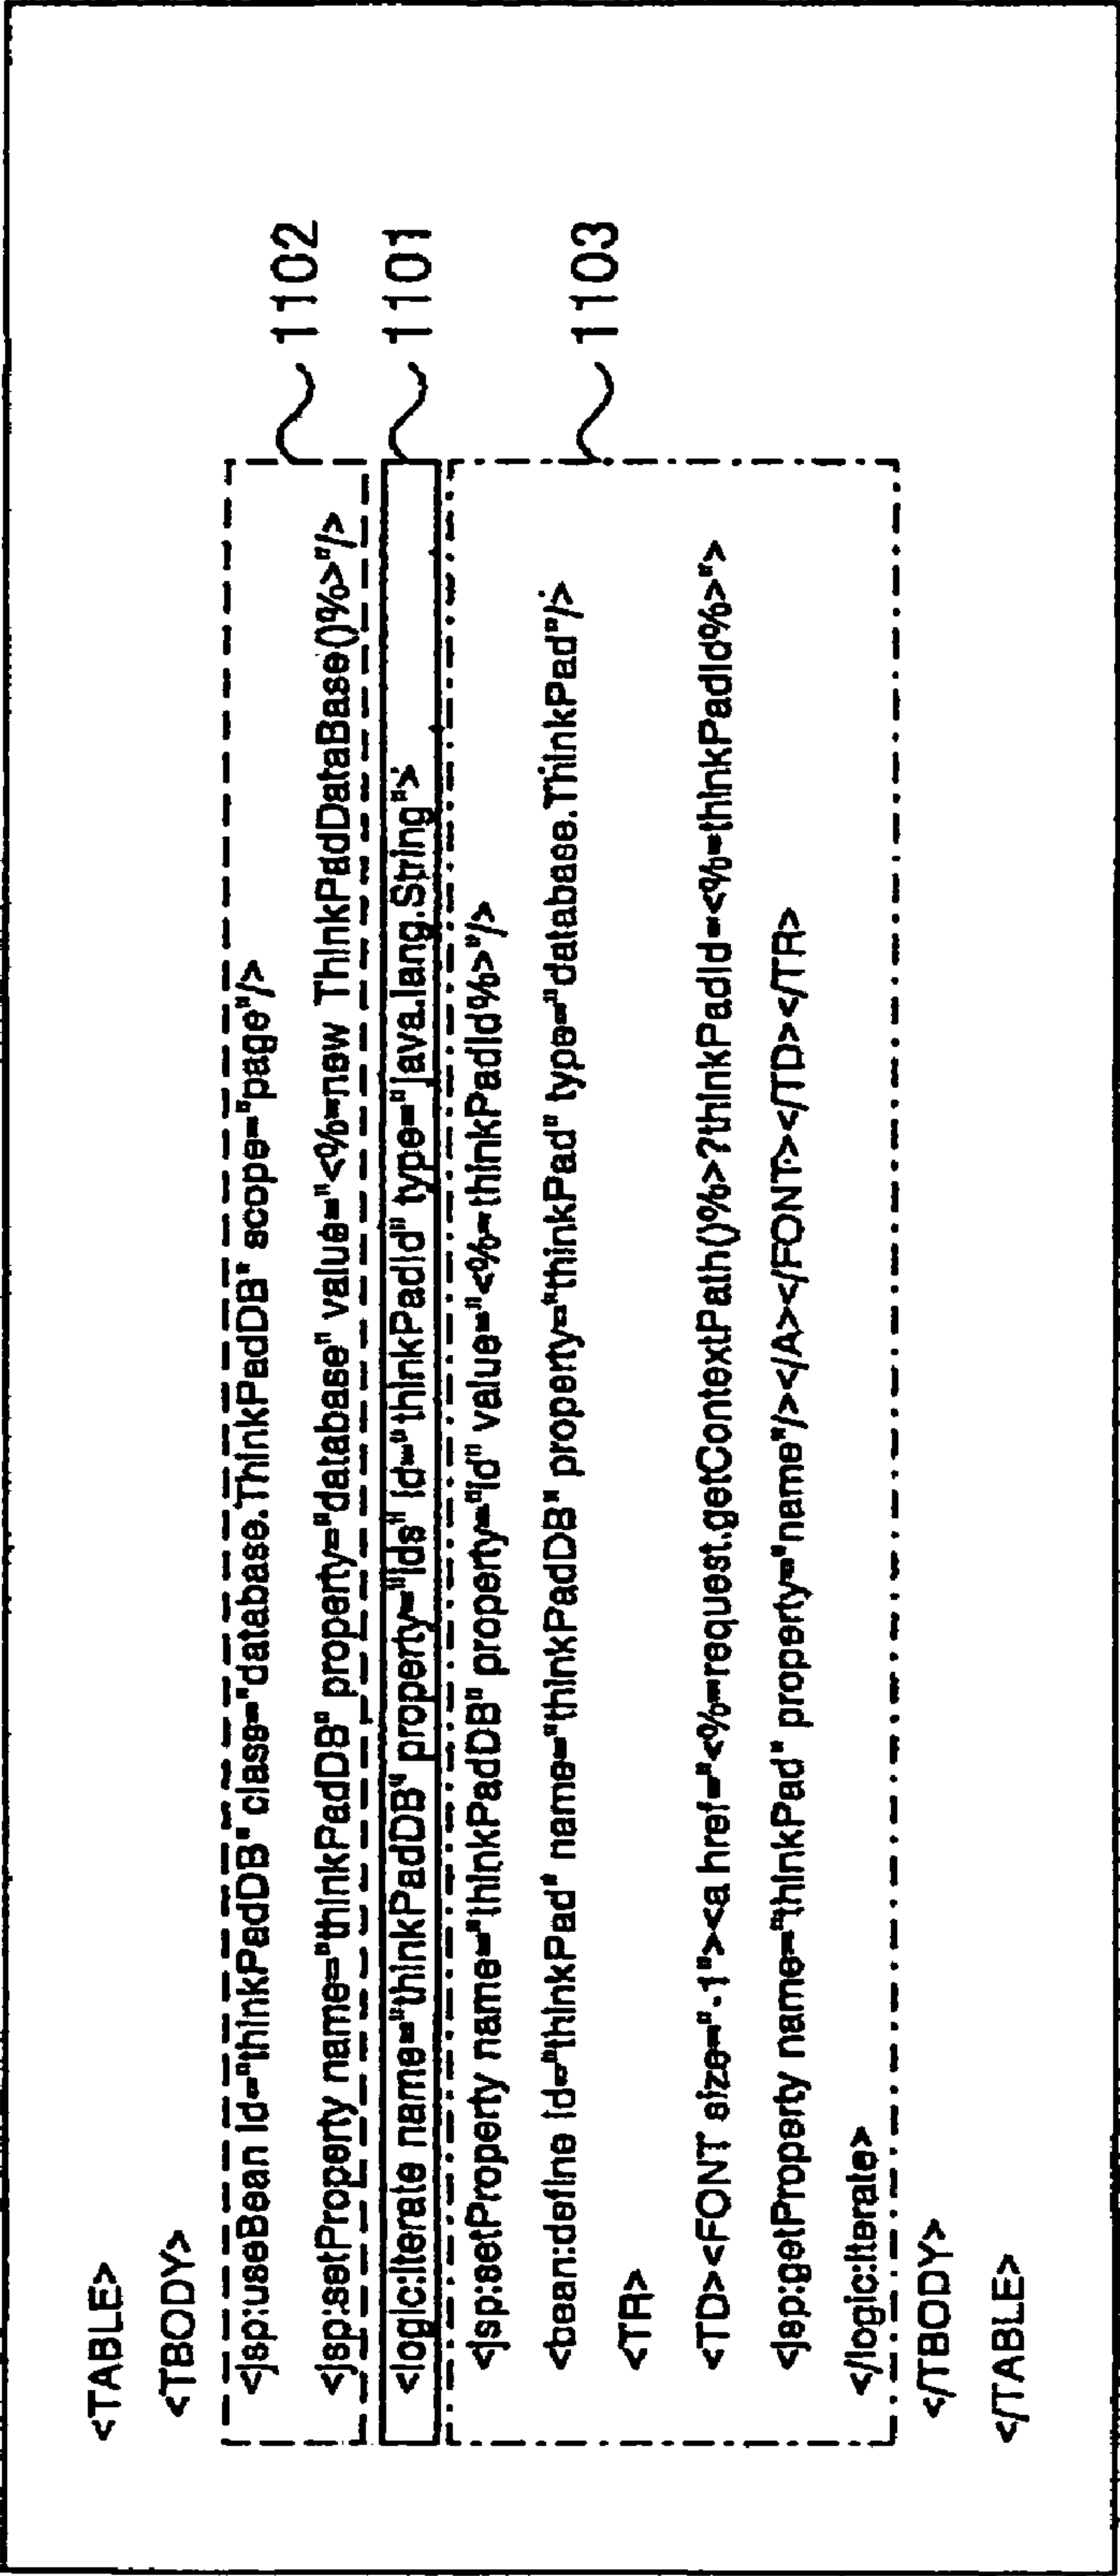 <TABLE>
<TBODY>
<jsp:useBean id="thinkPadDB" class="database.ThinkPadDB" scope="page"/>
<jsp:setProperty name="thinkPadDB" property="database" value="<%=new ThinkPadDataBase()%>"/>
<logic:iterate name="thinkPadDB" property="ids" id="thinkPadId" type="java.lang.String">
<jsp:setProperty name="thinkPadDB" property="id" value="<%=thinkPadId%>"/>
<bean:define id="thinkPad" name="thinkPadDB" property="thinkPad" type="database.ThinkPad"/>
<TR>
<TD><FONT size="-1"><a href="<%=request.getContextPath()%>?thinkPadId=<%=thinkPadId%>">
<jsp:getProperty name="thinkPad" property="name"/></A></FONT></TD></TR>
</logic:iterate>
</TBODY>
</TABLE>
1102
1101
1103